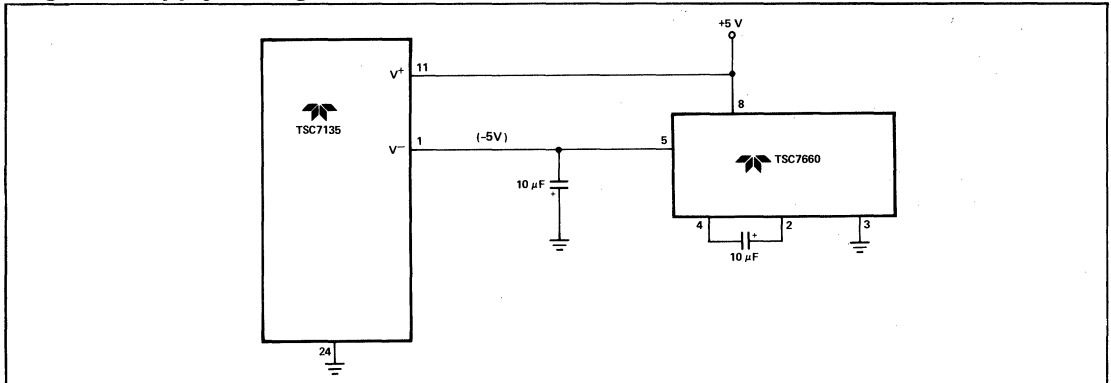 +5 V
V+
11
8
TSC7135
V−
1
(−5V)
5
TSC7660
10 μF
+
4
+
2
3
10 μF
24